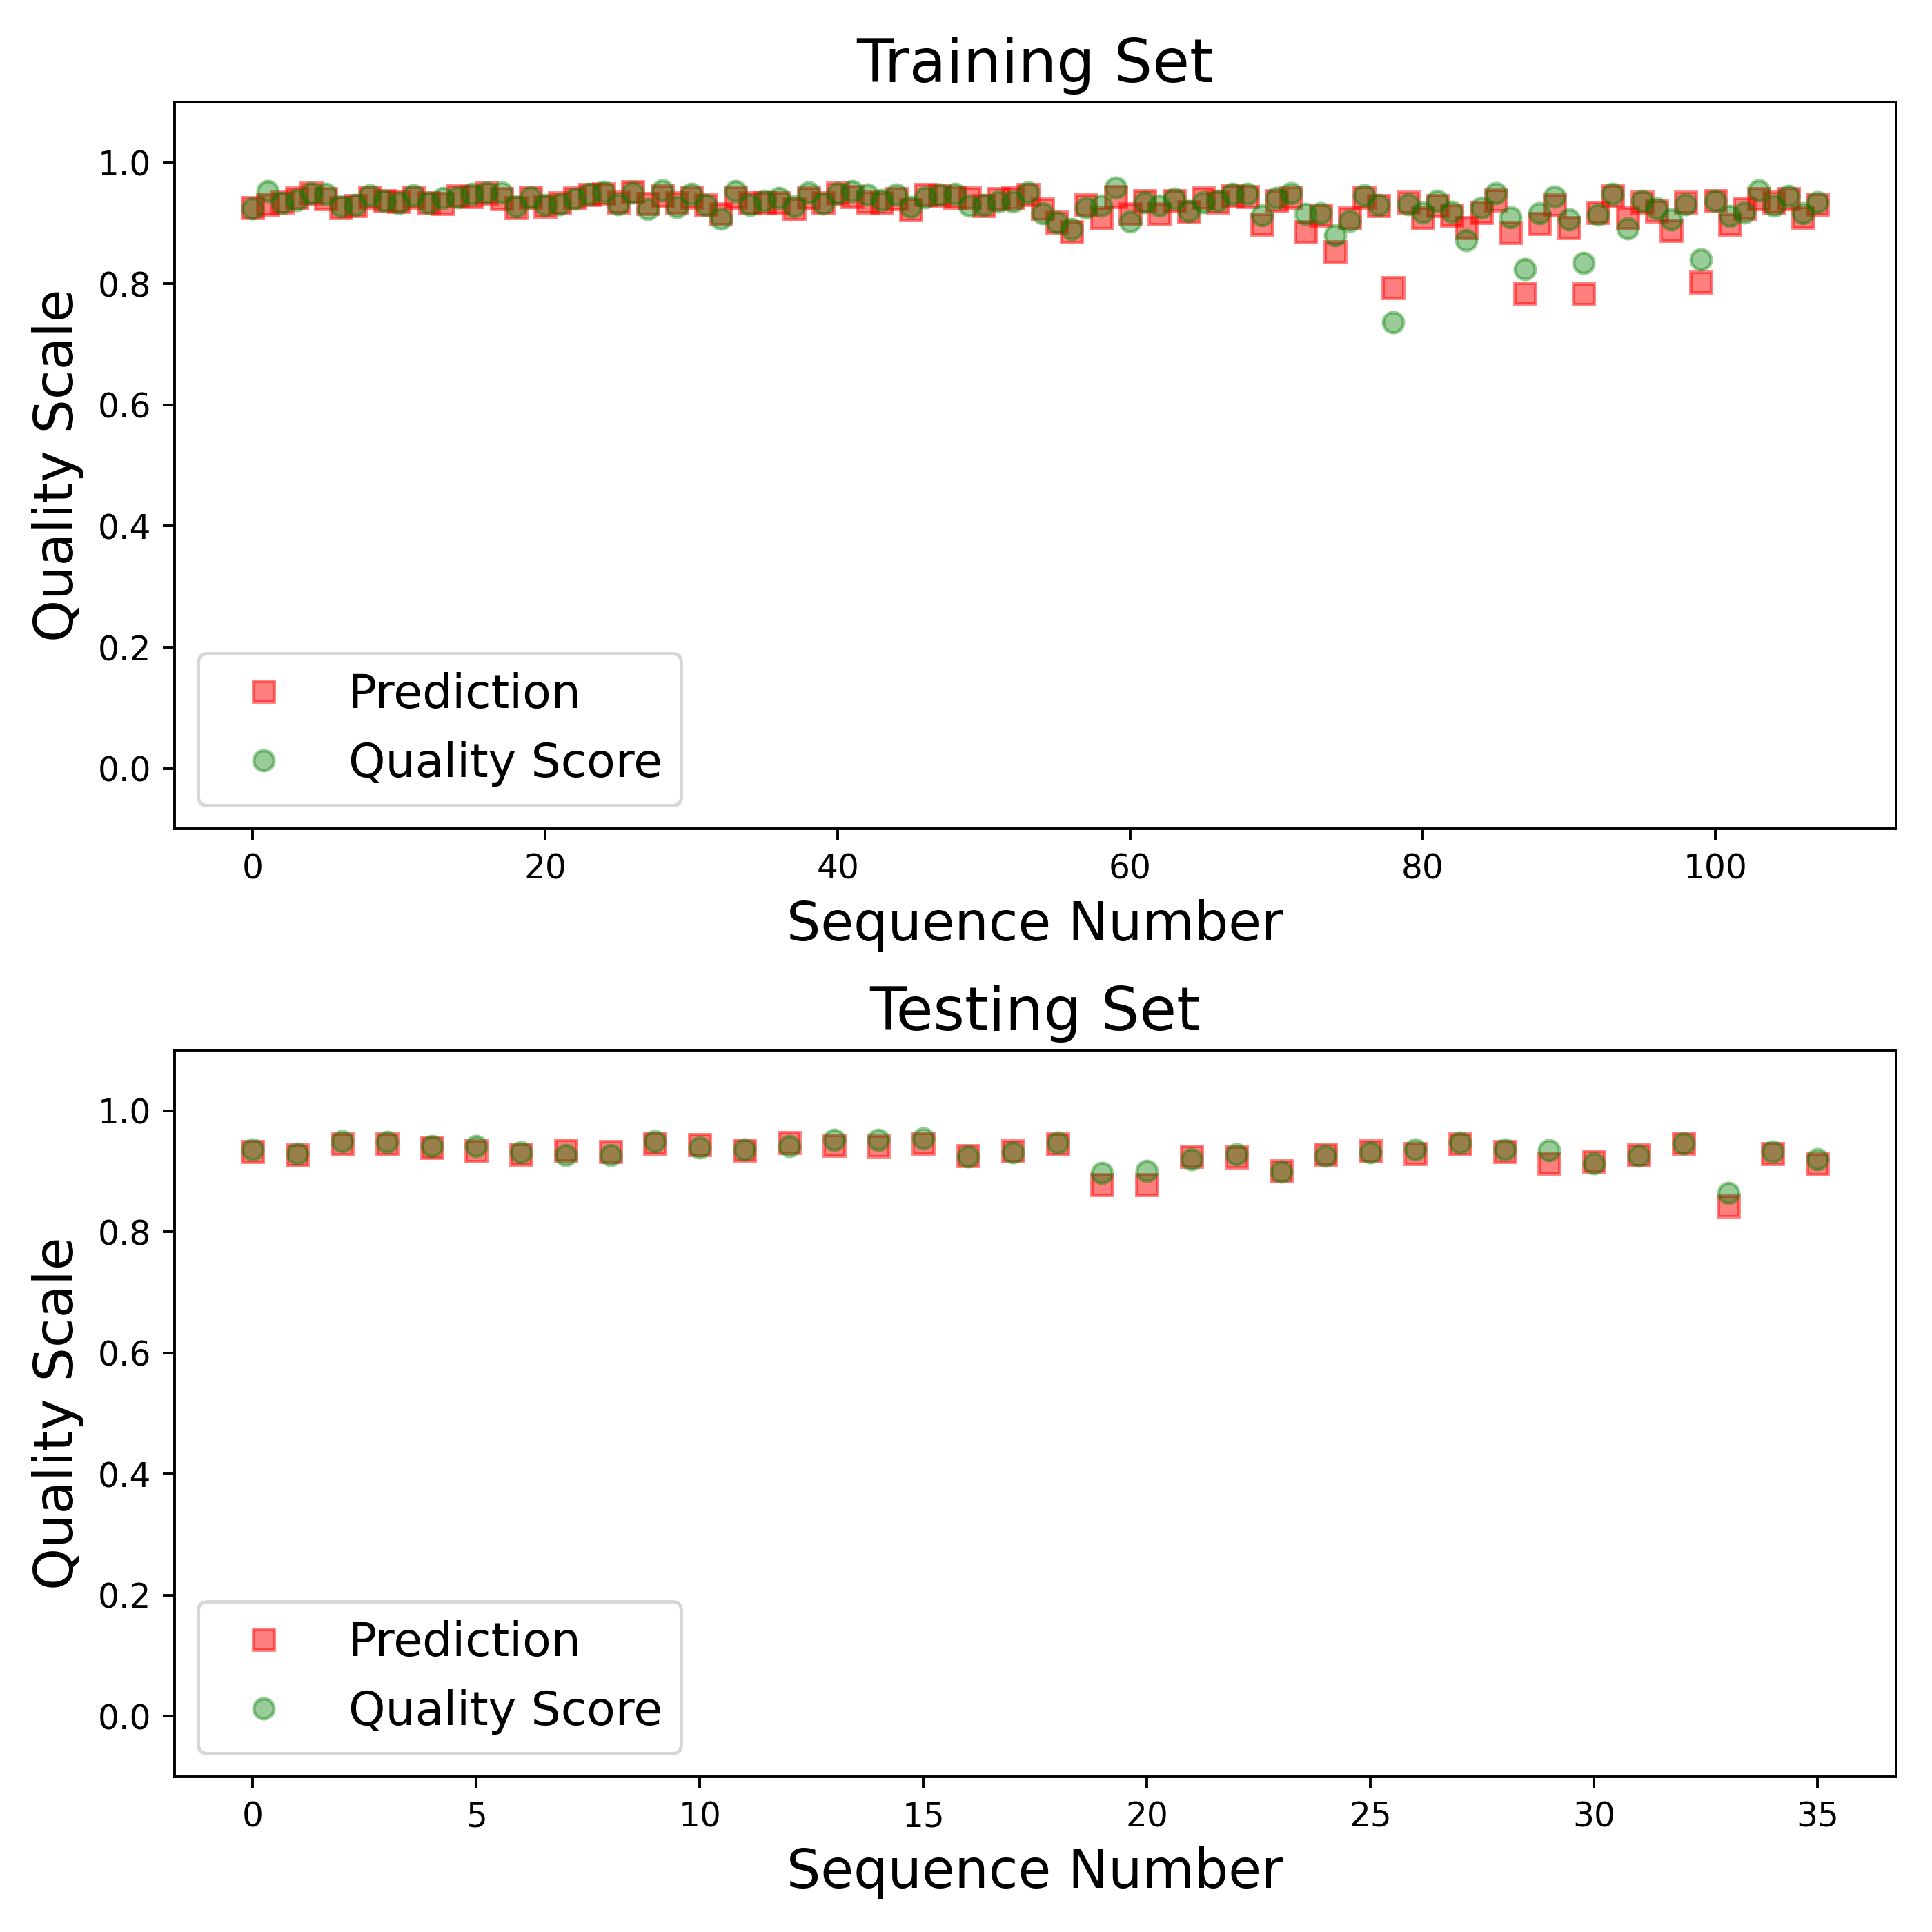 Training Set
Quality Scale
1.0
0.8
0.6
0.4
0.2
0.0
Prediction
Quality Score
0 20 40 60 80 100
Sequence Number
Testing Set
Quality Scale
1.0
0.8
0.6
0.4
0.2
0.0
Prediction
Quality Score
0 5 10 15 20 25 30 35
Sequence Number